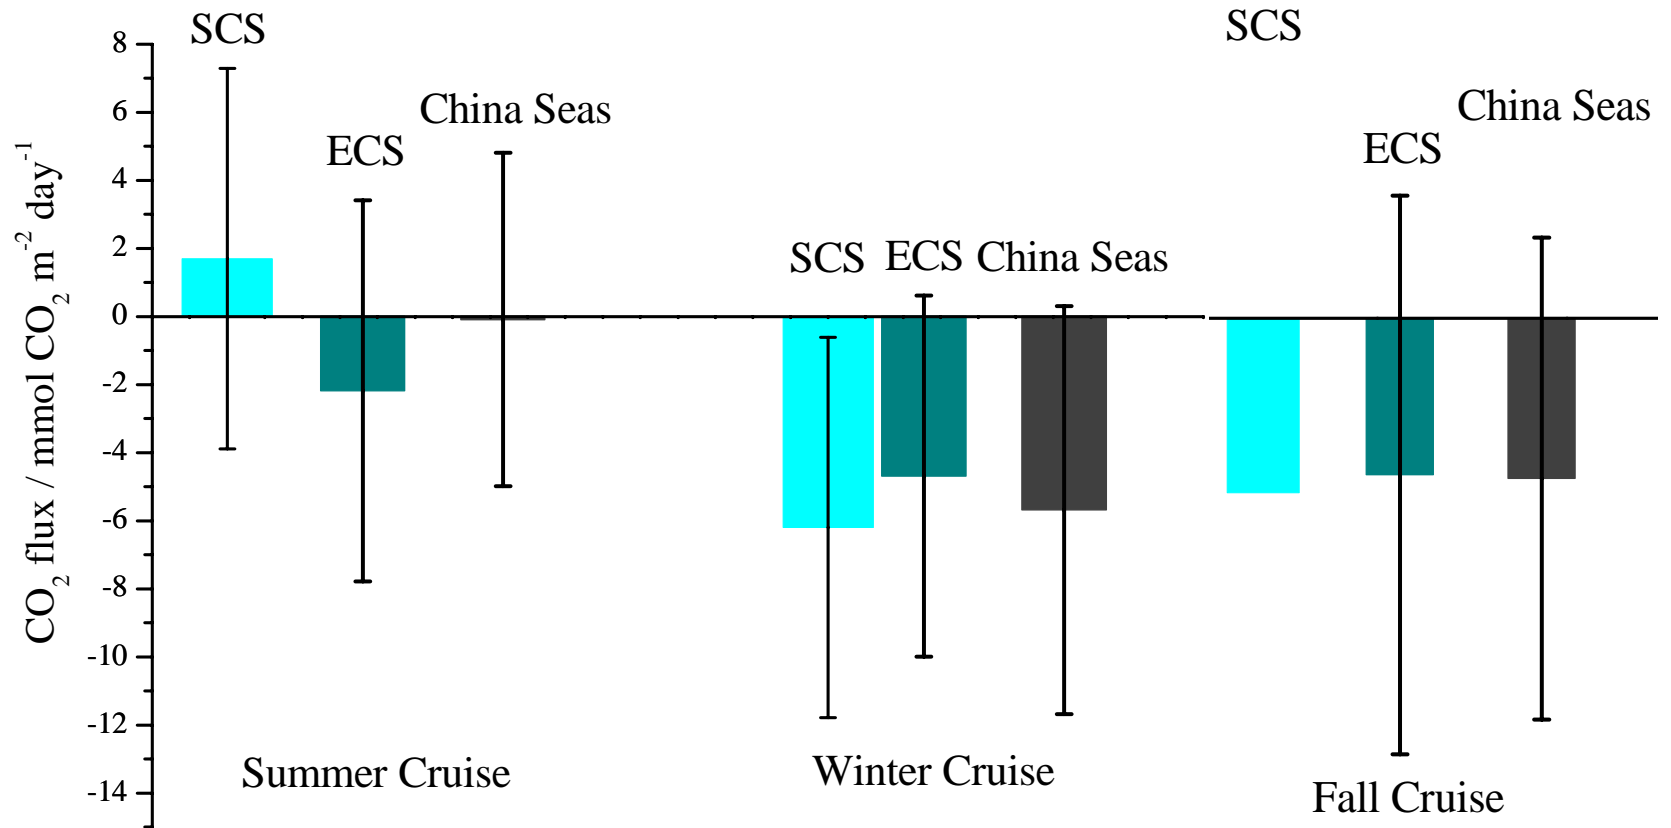 SCS
SCS
8
China Seas
China Seas
6
ECS
ECS
4
2
SCS
ECS
China Seas
0
-2
-4
-6
-8
-10
-12
-14
CO₂ flux / mmol CO₂ m⁻² day⁻¹
Summer Cruise
Winter Cruise
Fall Cruise